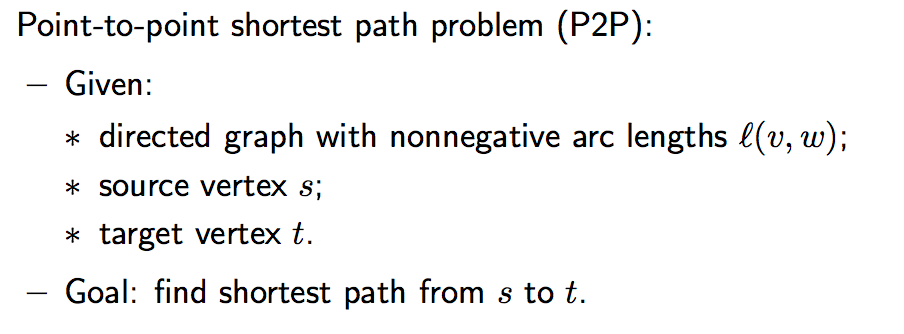 Point-to-point shortest path problem (P2P):
– Given:
* directed graph with nonnegative arc lengths ℓ(v, w);
* source vertex s;
* target vertex t.
– Goal: find shortest path from s to t.